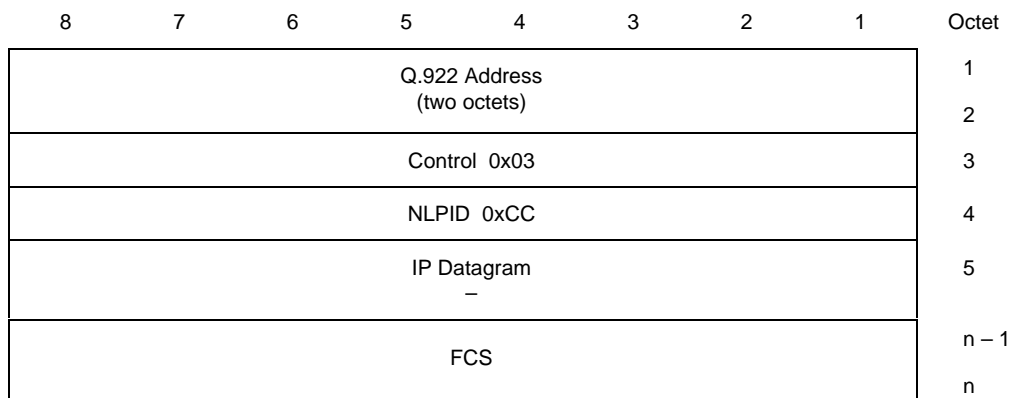 8 7 6 5 4 3 2 1 Octet
Q.922 Address 1
(two octets)
2
Control 0x03 3
NLPID 0xCC 4
IP Datagram 5
–
n – 1
FCS
n